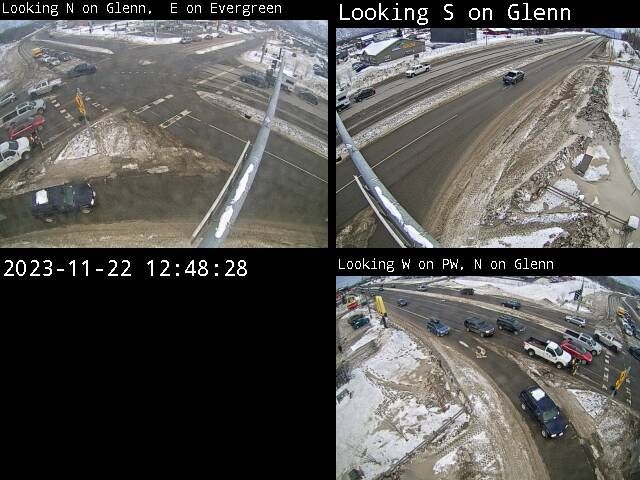 Looking N on Glenn,  E on Evergreen
Looking S on Glenn
2023-11-22 12:48:28
Looking W on PW, N on Glenn